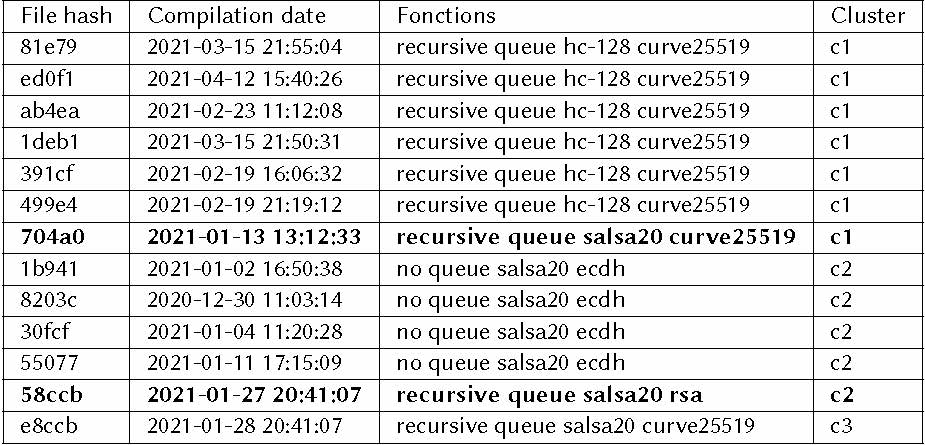 File hash Compilation date Fonctions Cluster
81e79 2021-03-15 21:55:04 recursive queue hc-128 curve25519 c1
ed0f1 2021-04-12 15:40:26 recursive queue hc-128 curve25519 c1
ab4ea 2021-02-23 11:12:08 recursive queue hc-128 curve25519 c1
1deb1 2021-03-15 21:50:31 recursive queue hc-128 curve25519 c1
391cf 2021-02-19 16:06:32 recursive queue hc-128 curve25519 c1
499e4 2021-02-19 21:19:12 recursive queue hc-128 curve25519 c1
704a0 2021-01-13 13:12:33 recursive queue salsa20 curve25519 c1
1b941 2021-01-02 16:50:38 no queue salsa20 ecdh c2
8203c 2020-12-30 11:03:14 no queue salsa20 ecdh c2
30fcf 2021-01-04 11:20:28 no queue salsa20 ecdh c2
55077 2021-01-11 17:15:09 no queue salsa20 ecdh c2
58ccb 2021-01-27 20:41:07 recursive queue salsa20 rsa c2
e8ccb 2021-01-28 20:41:07 recursive queue salsa20 curve25519 c3